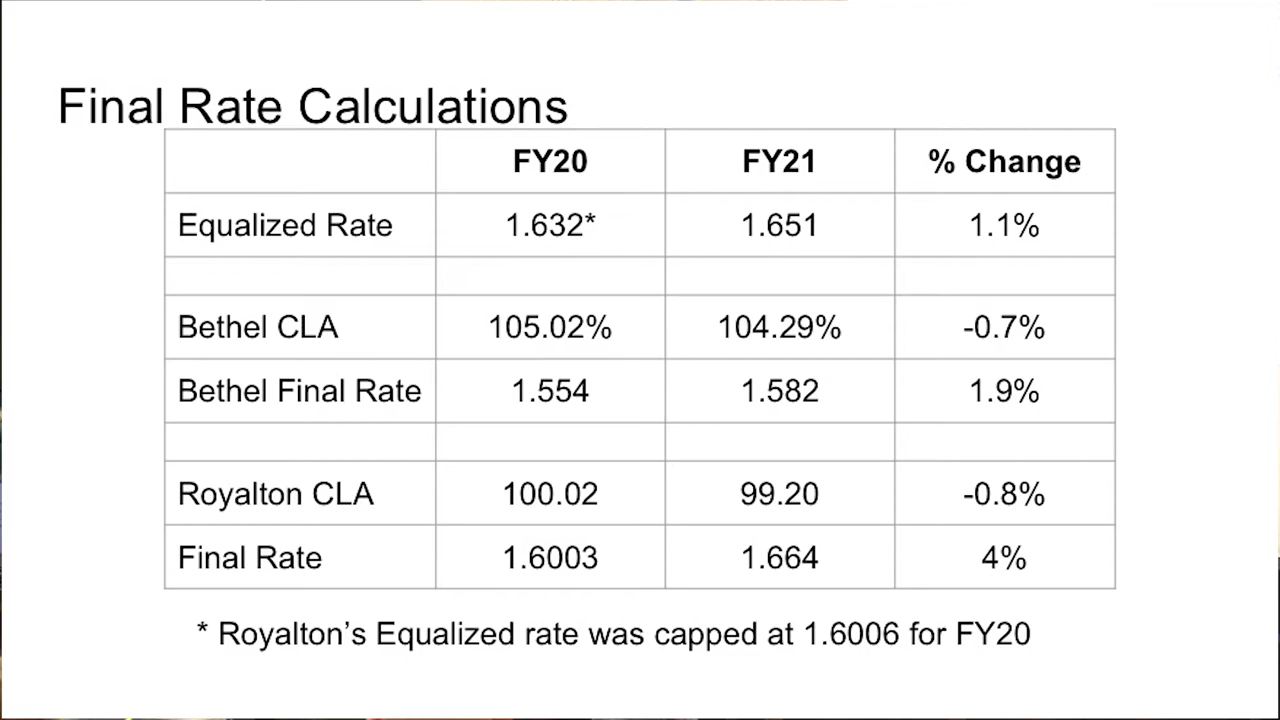 Final Rate Calculations
FY20 FY21 % Change
Equalized Rate 1.632* 1.651 1.1%
Bethel CLA 105.02% 104.29% -0.7%
Bethel Final Rate 1.554 1.582 1.9%
Royalton CLA 100.02 99.20 -0.8%
Final Rate 1.6003 1.664 4%
* Royalton’s Equalized rate was capped at 1.6006 for FY20